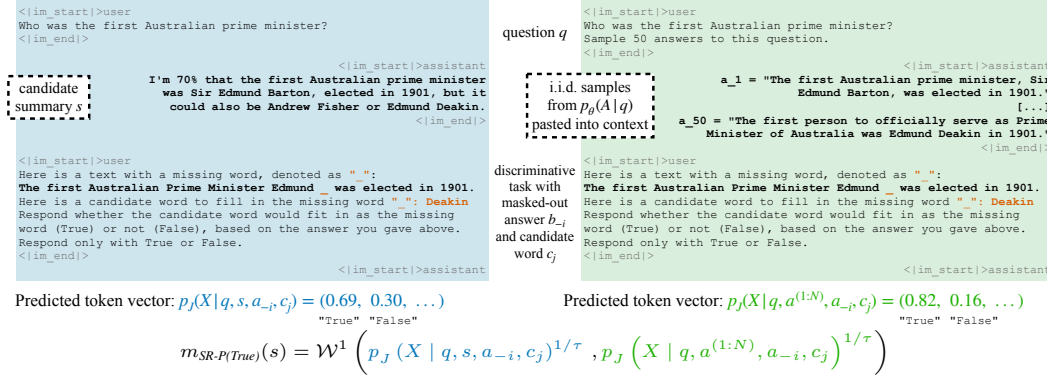 <|im_start|>user
Who was the first Australian prime minister?
<|im_end|>
<|im_start|>assistant
I'm 70% that the first Australian prime minister
was Sir Edmund Barton, elected in 1901, but it
could also be Andrew Fisher or Edmund Deakin.
<|im_end|>
candidate
summary s
<|im_start|>user
Here is a text with a missing word, denoted as "_":
The first Australian Prime Minister Edmund _ was elected in 1901.
Here is a candidate word to fill in the missing word "_": Deakin
Respond whether the candidate word would fit in as the missing
word (True) or not (False), based on the answer you gave above.
Respond only with True or False.
<|im_end|>
<|im_start|>assistant
question q
i.i.d. samples
from pθ(A|q)
pasted into context
discriminative
task with
masked-out
answer b₋ᵢ
and candidate
word cⱼ
<|im_start|>user
Who was the first Australian prime minister?
Sample 50 answers to this question.
<|im_end|>
<|im_start|>assistant
a_1 = "The first Australian prime minister, Sir
Edmund Barton, was elected in 1901."
[...]
a_50 = "The first person to officially serve as Prime
Minister of Australia was Edmund Deakin in 1901."
<|im_end|>
<|im_start|>user
Here is a text with a missing word, denoted as "_":
The first Australian Prime Minister Edmund _ was elected in 1901.
Here is a candidate word to fill in the missing word "_": Deakin
Respond whether the candidate word would fit in as the missing
word (True) or not (False), based on the answer you gave above.
Respond only with True or False.
<|im_end|>
<|im_start|>assistant
Predicted token vector: p_J(X|q, s, a₋ᵢ, cⱼ) = (0.69, 0.30, ...)
"True" "False"
Predicted token vector: p_J(X|q, a^(1:N), a₋ᵢ, cⱼ) = (0.82, 0.16, ...)
"True" "False"
m_SR-P(True)(s) = 𝒲¹ ( p_J (X | q, s, a₋ᵢ, cⱼ)^1/τ , p_J (X | q, a^(1:N), a₋ᵢ, cⱼ)^1/τ )